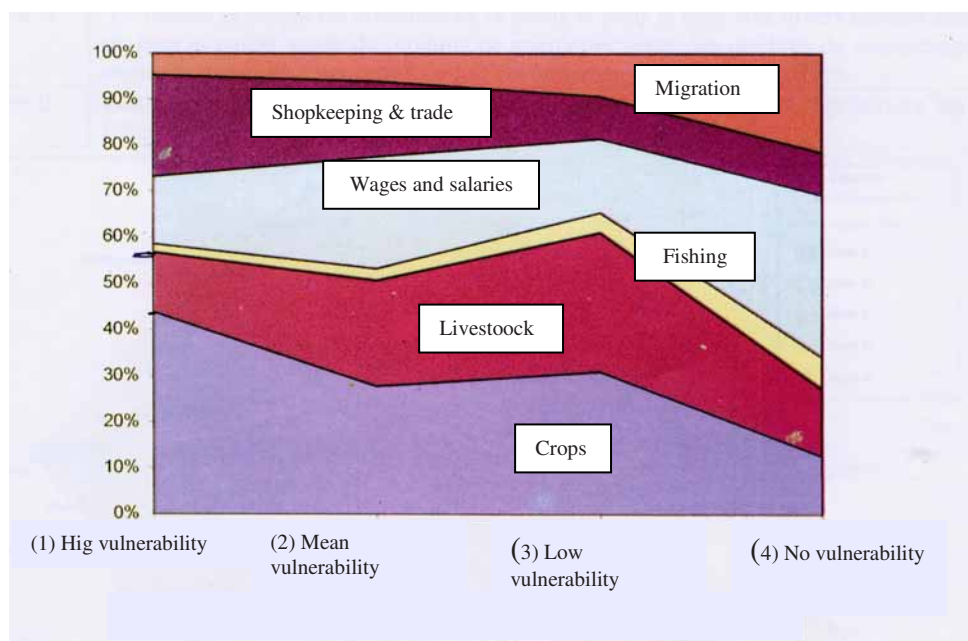 100%
90%
80%
70%
60%
50%
40%
30%
20%
10%
0%
Migration
Shopkeeping & trade
Wages and salaries
Fishing
Livestoock
Crops
(1) Hig vulnerability
(2) Mean
vulnerability
(3) Low
vulnerability
(4) No vulnerability